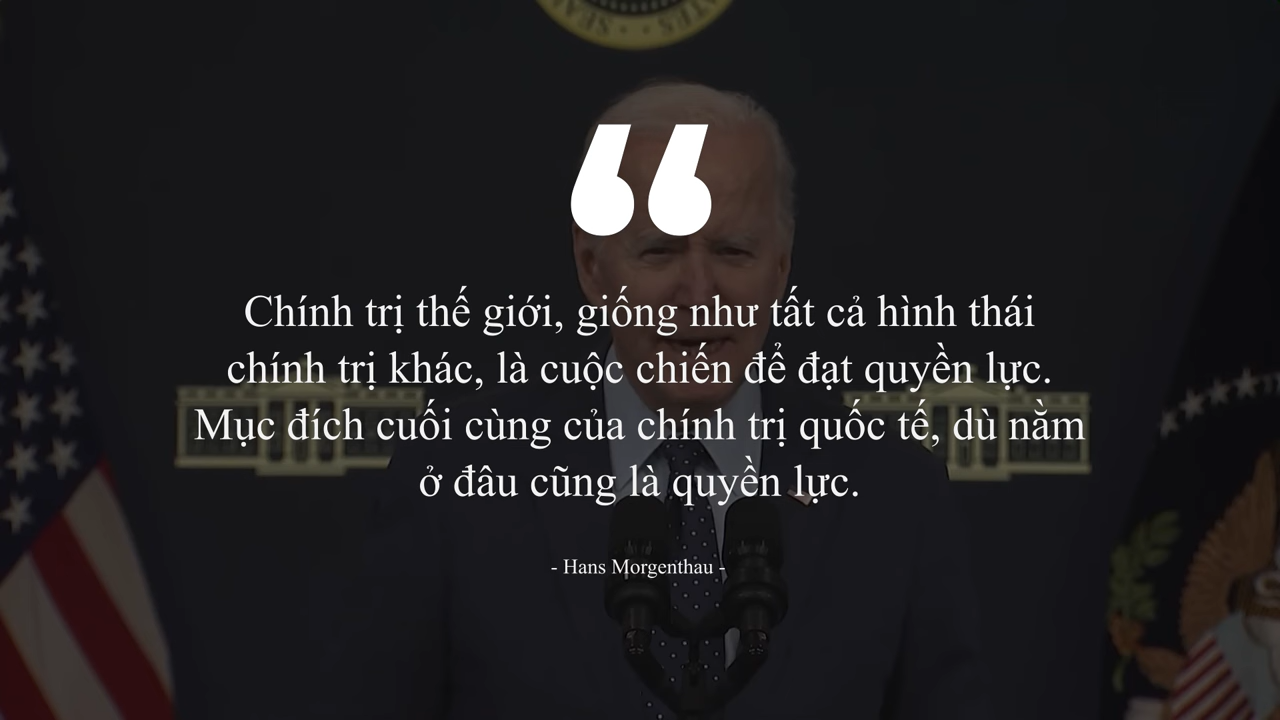 SEAL
STATES
“
Chính trị thế giới, giống như tất cả hình thái
chính trị khác, là cuộc chiến để đạt quyền lực.
Mục đích cuối cùng của chính trị quốc tế, dù nằm
ở đâu cũng là quyền lực.
- Hans Morgenthau -